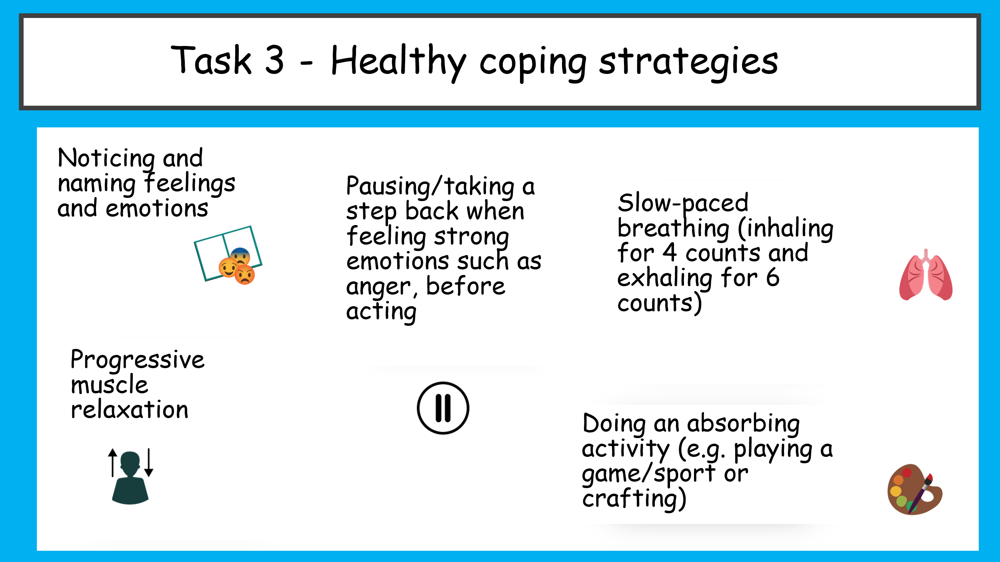 Task 3 - Healthy coping strategies
Noticing and
naming feelings
and emotions
Pausing/taking a
step back when
feeling strong
emotions such as
anger, before
acting
Slow-paced
breathing (inhaling
for 4 counts and
exhaling for 6
counts)
Progressive
muscle
relaxation
Doing an absorbing
activity (e.g. playing a
game/sport or
crafting)